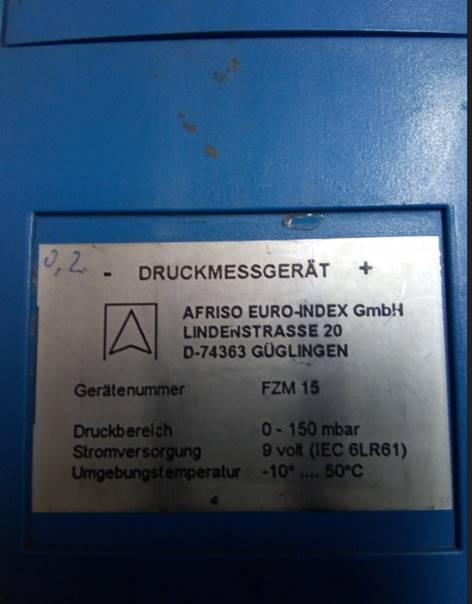 0,2
- DRUCKMESSGERÄT +
AFRISO EURO-INDEX GmbH
LINDENSTRASSE 20
D-74363 GÜGLINGEN
Gerätenummer FZM 15
Druckbereich 0 - 150 mbar
Stromversorgung 9 volt (IEC 6LR61)
Umgebungstemperatur -10° .... 50°C